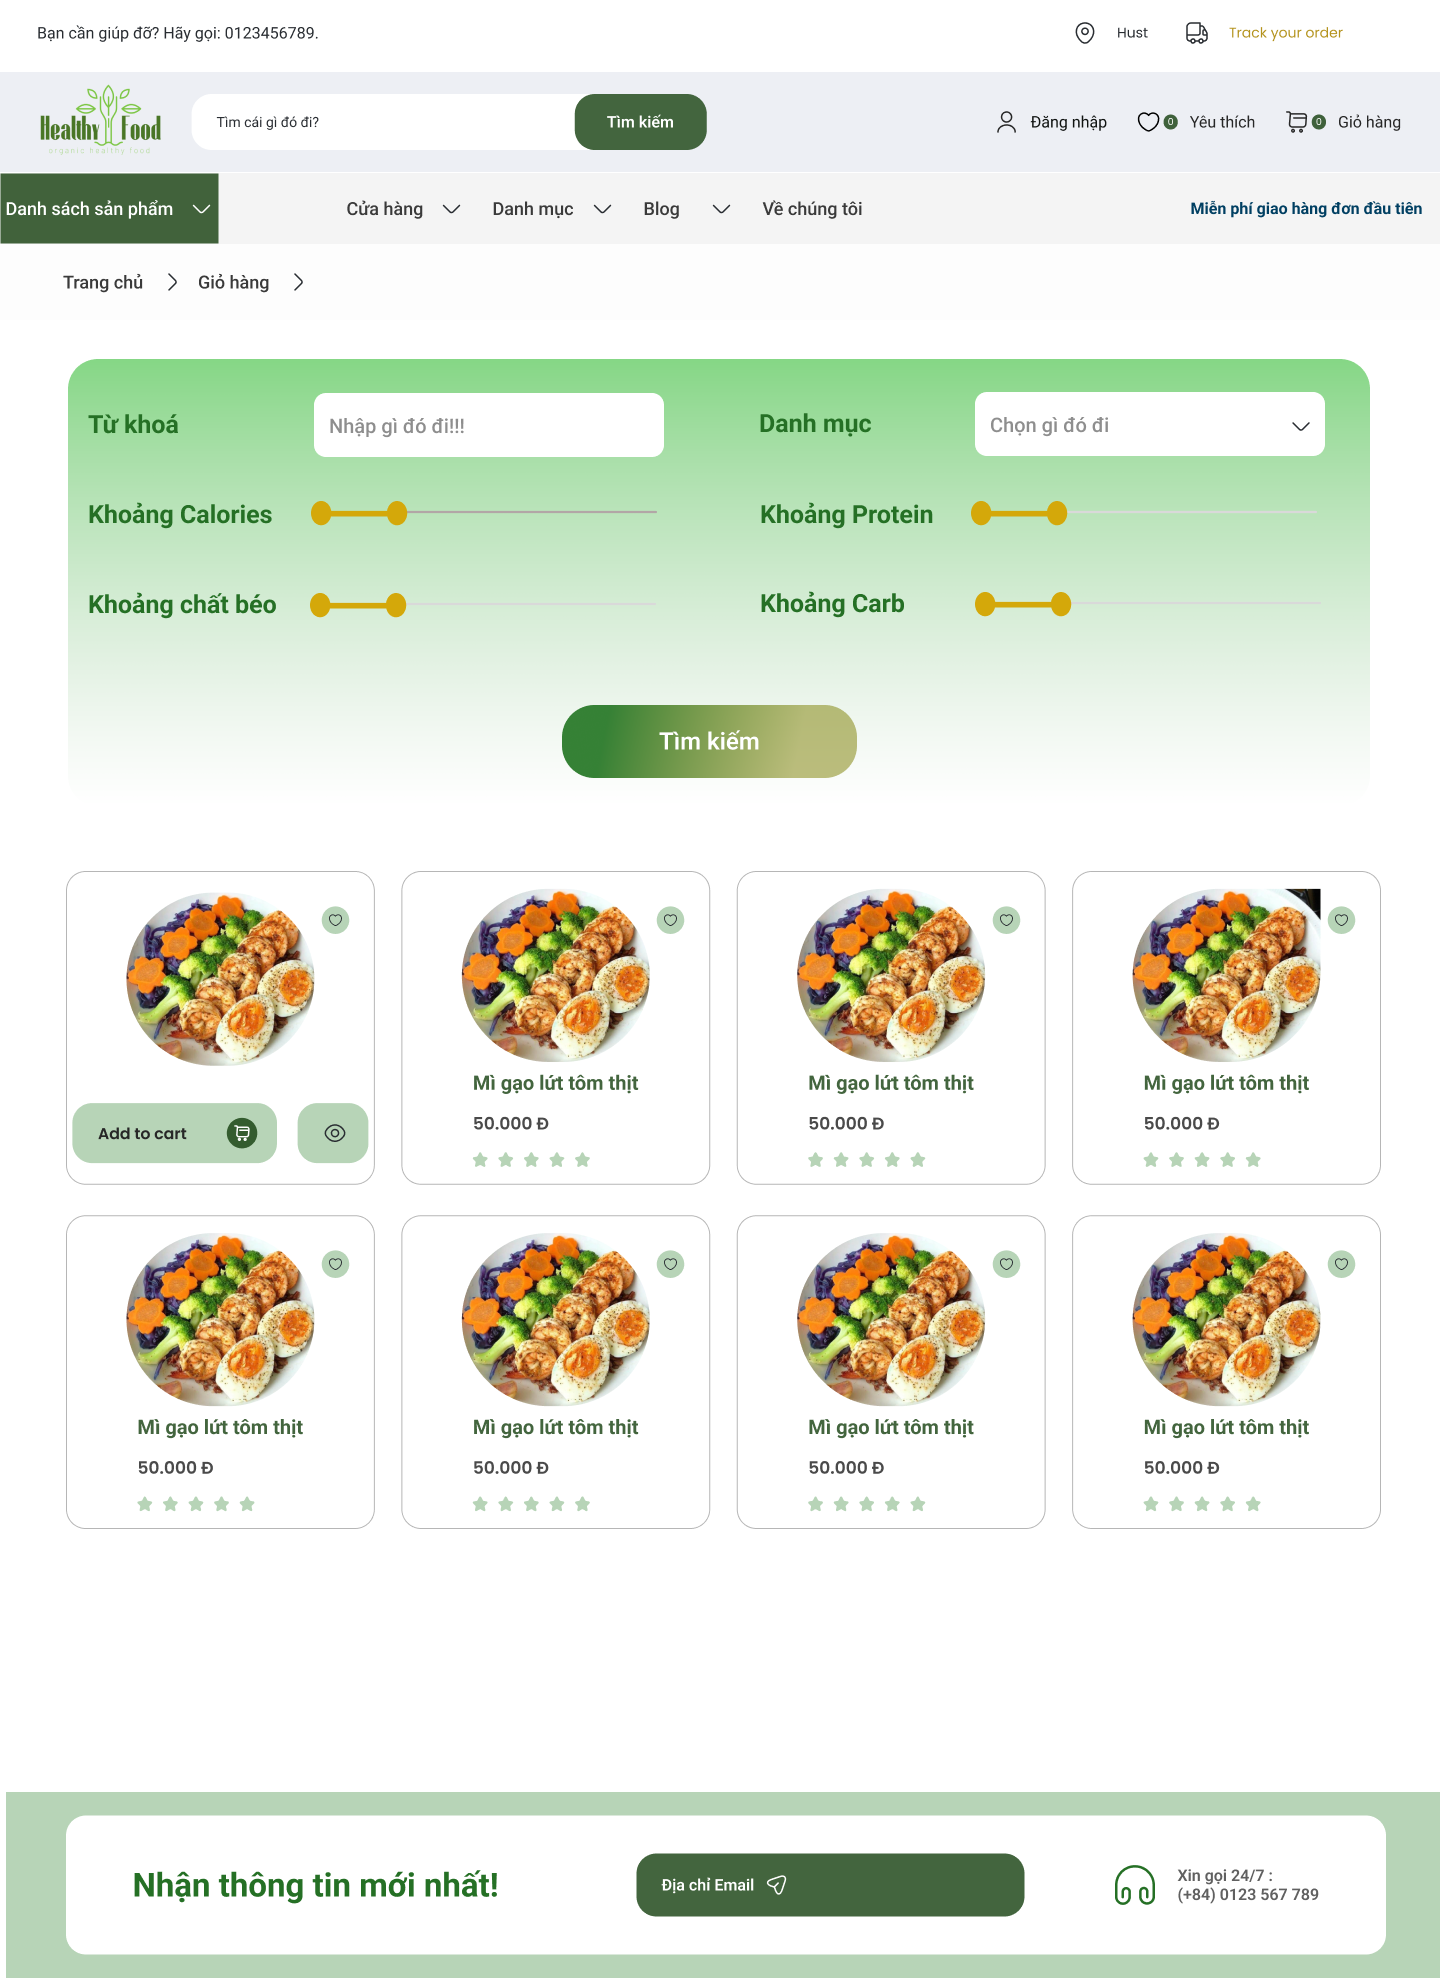 Bạn cần giúp đỡ? Hãy gọi: 0123456789.
Hust
Track your order
Healthy Food
organic healthy food
Tìm cái gì đó đi?
Tìm kiếm
Đăng nhập
0
Yêu thích
0
Giỏ hàng
Danh sách sản phẩm
Cửa hàng
Danh mục
Blog
Về chúng tôi
Miễn phí giao hàng đơn đầu tiên
Trang chủ
Giỏ hàng
Từ khoá
Nhập gì đó đi!!!
Danh mục
Chọn gì đó đi
Khoảng Calories
Khoảng Protein
Khoảng chất béo
Khoảng Carb
Tìm kiếm
Add to cart
Mì gạo lứt tôm thịt
50.000 Đ
Mì gạo lứt tôm thịt
50.000 Đ
Mì gạo lứt tôm thịt
50.000 Đ
Mì gạo lứt tôm thịt
50.000 Đ
Mì gạo lứt tôm thịt
50.000 Đ
Mì gạo lứt tôm thịt
50.000 Đ
Mì gạo lứt tôm thịt
50.000 Đ
Nhận thông tin mới nhất!
Địa chỉ Email
Xin gọi 24/7 :
(+84) 0123 567 789